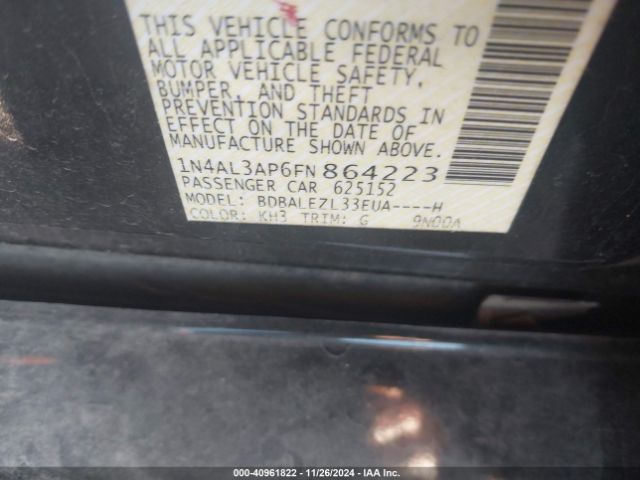 THIS VEHICLE CONFORMS TO
ALL APPLICABLE FEDERAL
MOTOR VEHICLE SAFETY,
BUMPER, AND THEFT
PREVENTION STANDARDS IN
EFFECT ON THE DATE OF
MANUFACTURE SHOWN ABOVE.
1N4AL3AP6FN864223
PASSENGER CAR 625152
MODEL: BDBALEZL33EUA----H
COLOR: KH3 TRIM: G 9N00A
000-40961822 - 11/26/2024 - IAA Inc.